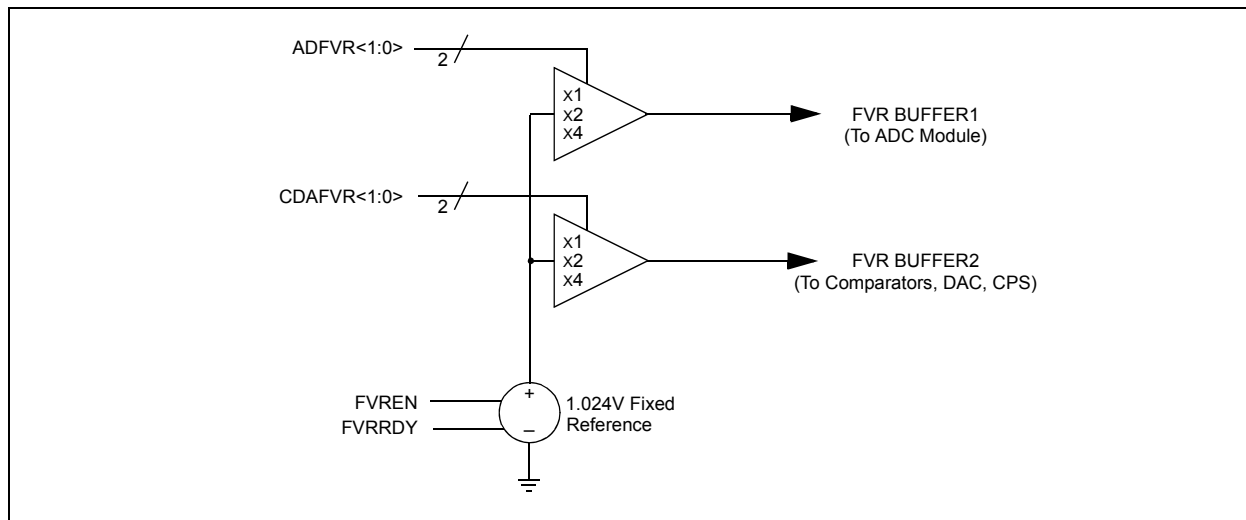 ADFVR<1:0>
2
X1
X2
X4
FVR BUFFER1
(To ADC Module)
CDAFVR<1:0>
2
X1
X2
X4
FVR BUFFER2
(To Comparators, DAC, CPS)
FVREN
FVRRDY
+
–
1.024V Fixed
Reference